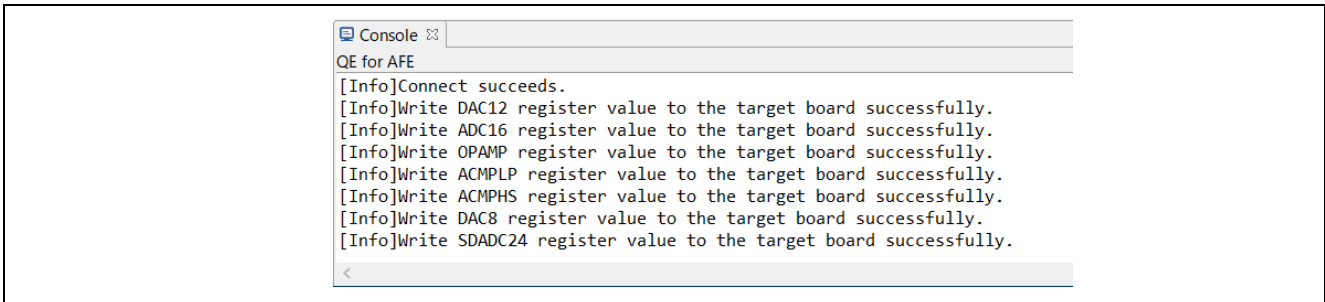 Console
QE for AFE
[Info]Connect succeeds.
[Info]Write DAC12 register value to the target board successfully.
[Info]Write ADC16 register value to the target board successfully.
[Info]Write OPAMP register value to the target board successfully.
[Info]Write ACMPLP register value to the target board successfully.
[Info]Write ACMPHS register value to the target board successfully.
[Info]Write DAC8 register value to the target board successfully.
[Info]Write SDADC24 register value to the target board successfully.